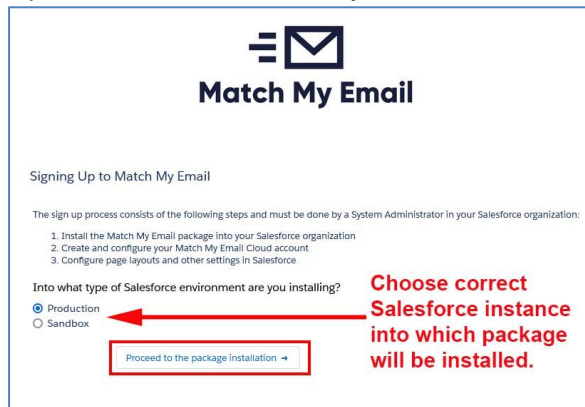 Match My Email
Signing Up to Match My Email
The sign up process consists of the following steps and must be done by a System Administrator in your Salesforce organization:
1. Install the Match My Email package into your Salesforce organization
2. Create and configure your Match My Email Cloud account
3. Configure page layouts and other settings in Salesforce
Into what type of Salesforce environment are you installing?
Production
Sandbox
Proceed to the package installation →
Choose correct
Salesforce instance
into which package
will be installed.